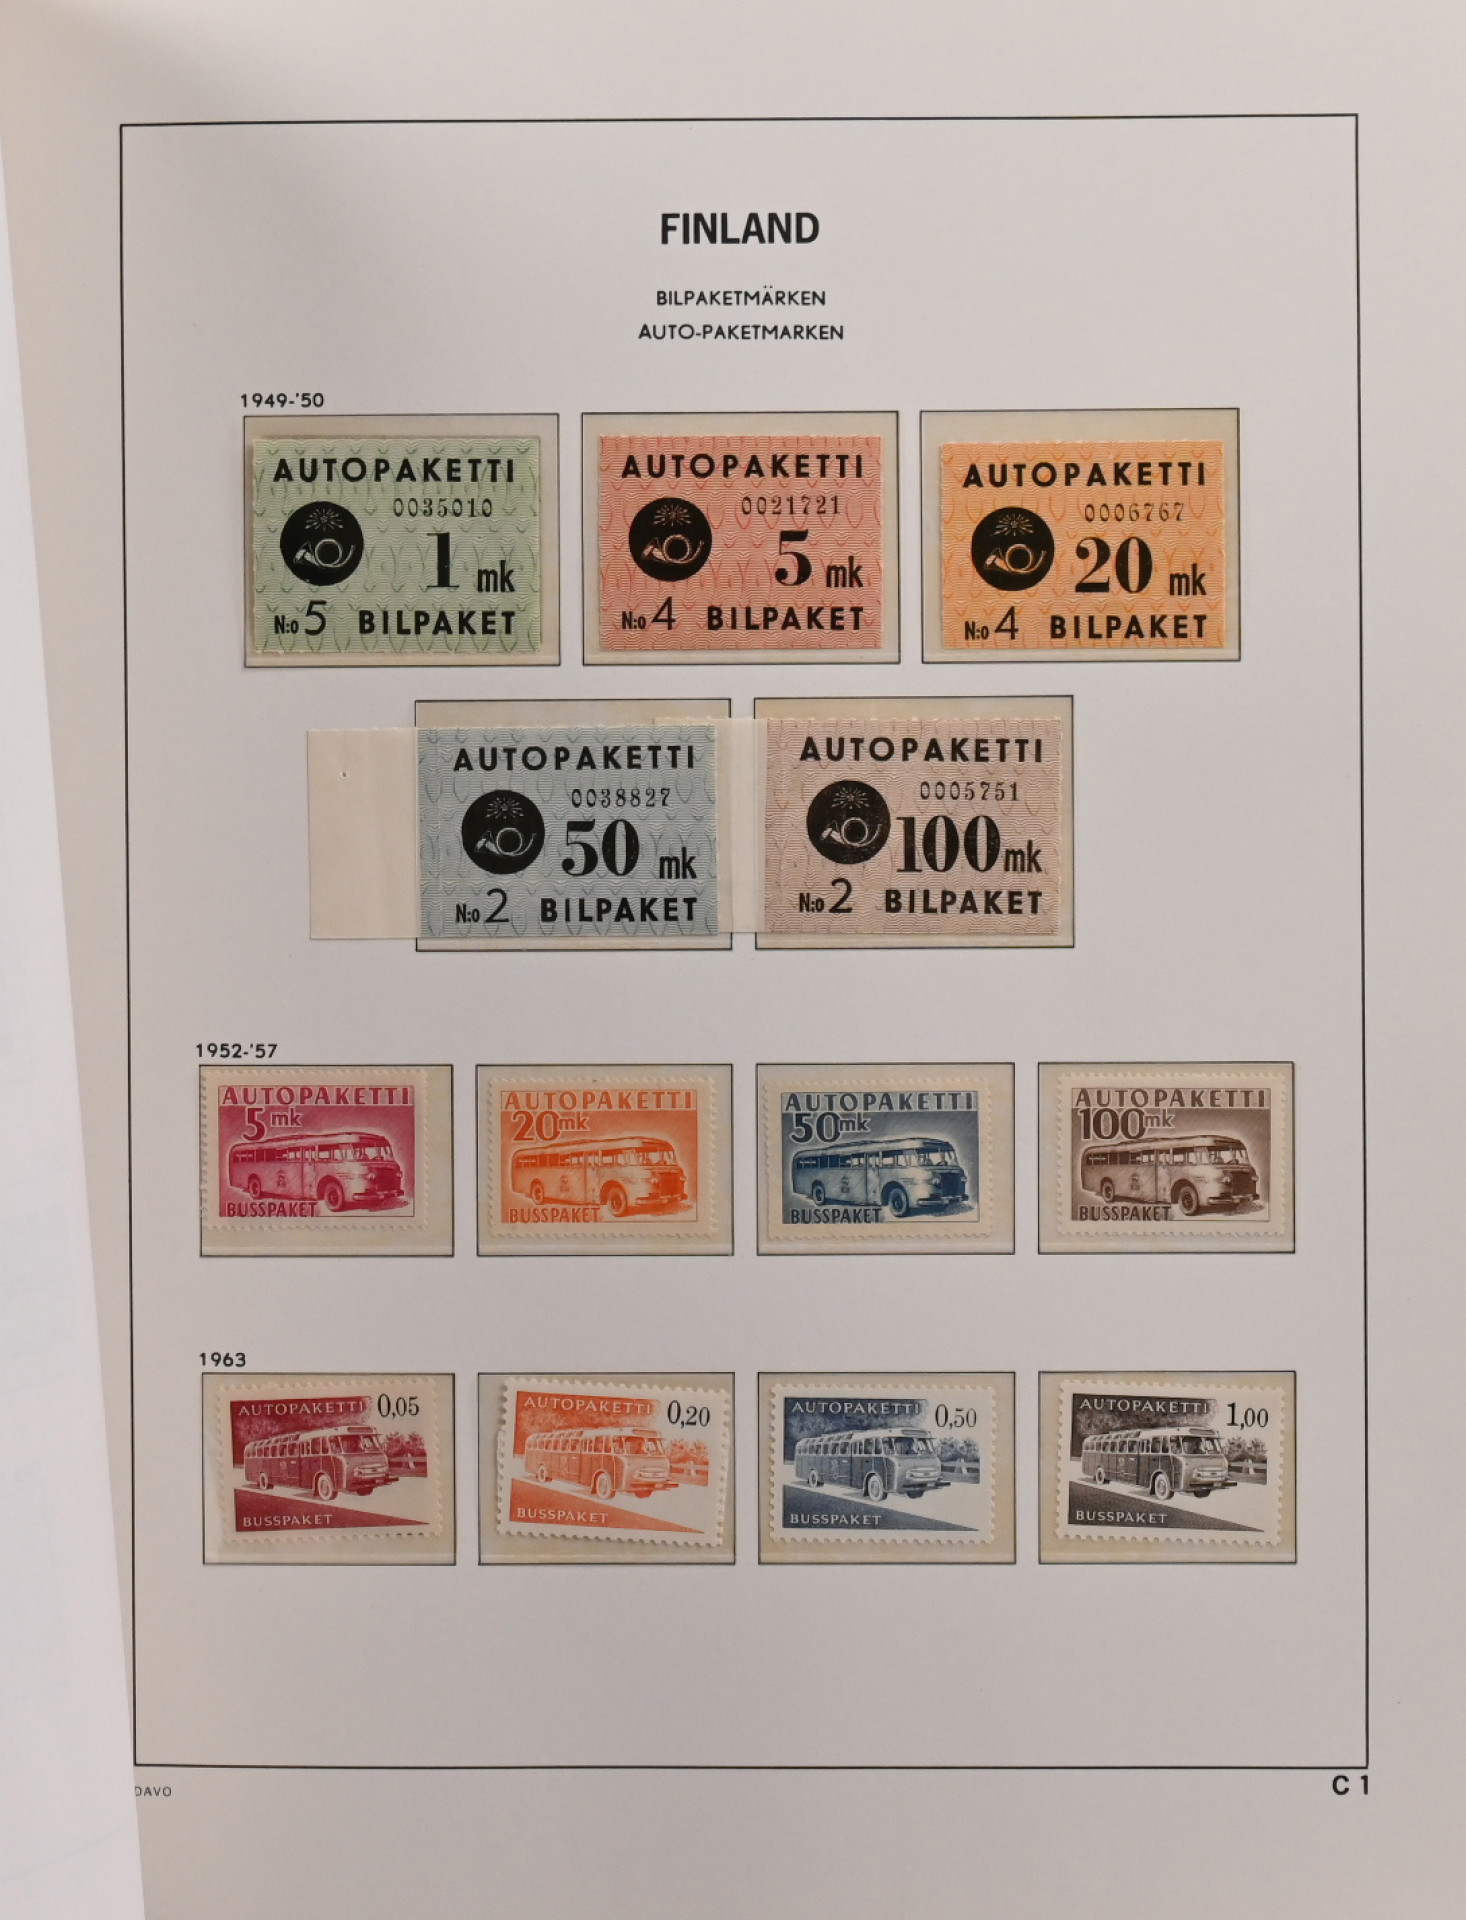 FINLAND
BILPAKETMÄRKEN
AUTO-PAKETMARKEN
1949-'50
AUTOPAKETTI
0035010
1 mk
N:o 5 BILPAKET
AUTOPAKETTI
0021721
5 mk
N:o 4 BILPAKET
AUTOPAKETTI
0006767
20 mk
N:o 4 BILPAKET
AUTOPAKETTI
0038827
50 mk
N:o 2 BILPAKET
AUTOPAKETTI
0005751
100 mk
N:o 2 BILPAKET
1952-'57
AUTOPAKETTI
5 mk
BUSSPAKET
AUTOPAKETTI
20 mk
BUSSPAKET
AUTOPAKETTI
50 mk
BUSSPAKET
AUTOPAKETTI
100 mk
BUSSPAKET
1963
AUTOPAKETTI 0,05
BUSSPAKET
AUTOPAKETTI 0,20
BUSSPAKET
AUTOPAKETTI 0,50
BUSSPAKET
AUTOPAKETTI 1,00
BUSSPAKET
DAVO
C 1